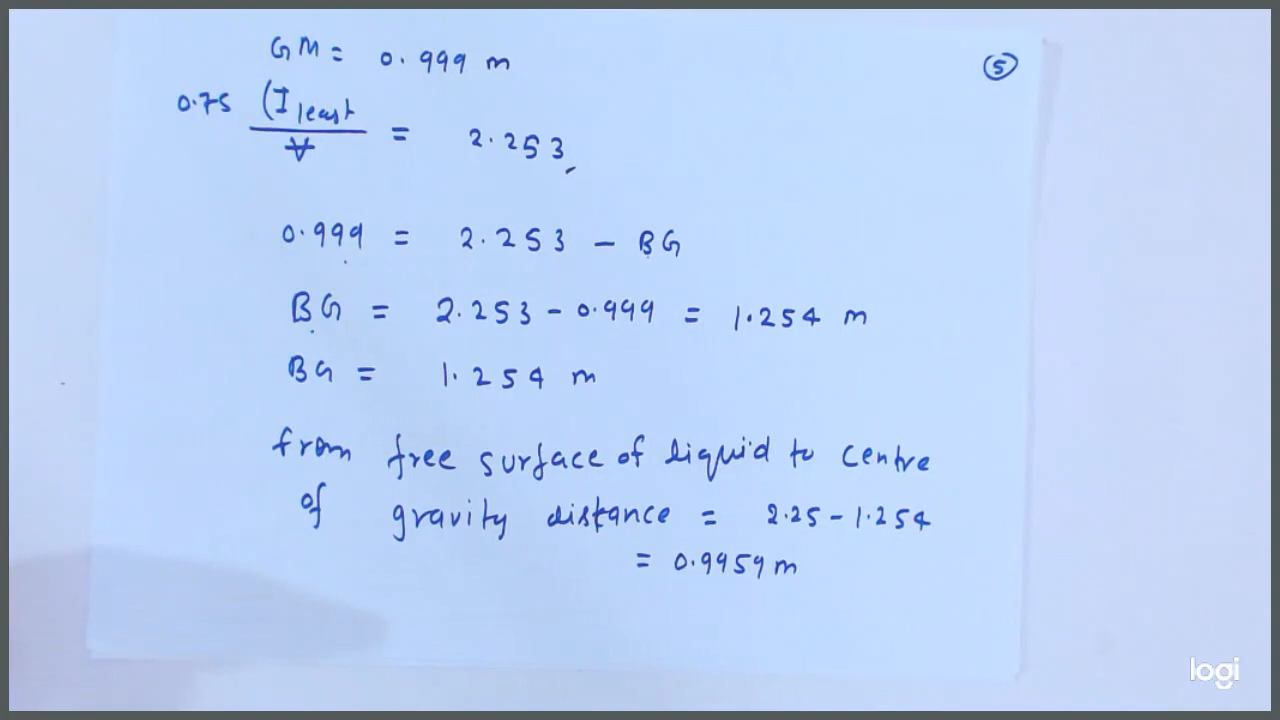 GM = 0.999 m
5
0.75 (I least / V = 2.253
0.999 = 2.253 - BG
BG = 2.253 - 0.999 = 1.254 m
BG = 1.254 m
from free surface of liquid to centre
of gravity distance = 2.25 - 1.254
= 0.9959 m
logi